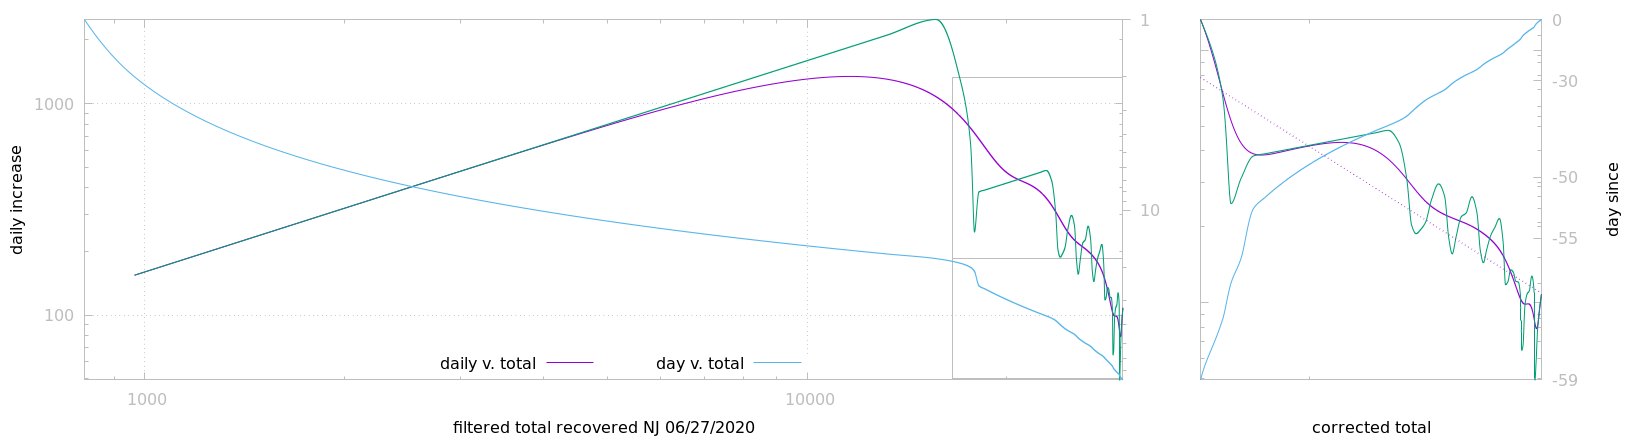 1 0
1000 -30
daily increase
10 -50
-55
day since
100
daily v. total day v. total
-59
1000 10000
filtered total recovered NJ 06/27/2020 corrected total